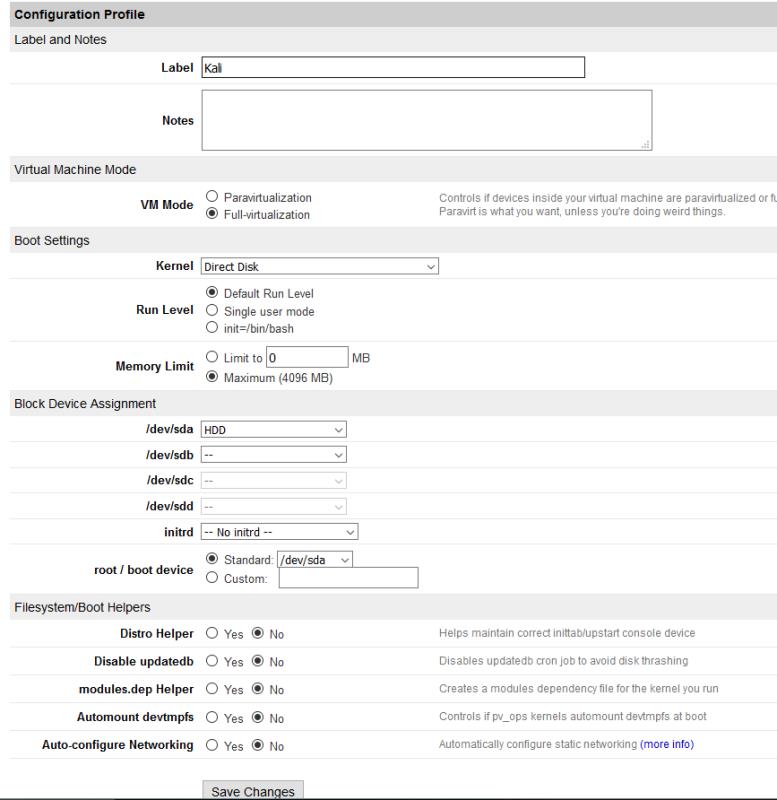 Configuration Profile
Label and Notes
Label Kali
Notes
Virtual Machine Mode
VM Mode Paravirtualization Controls if devices inside your virtual machine are paravirtualized or fu
Full-virtualization Paravirt is what you want, unless you're doing weird things.
Boot Settings
Kernel Direct Disk
Run Level Default Run Level
Single user mode
init=/bin/bash
Memory Limit Limit to 0 MB
Maximum (4096 MB)
Block Device Assignment
/dev/sda HDD
/dev/sdb --
/dev/sdc --
/dev/sdd --
initrd -- No initrd --
root / boot device Standard: /dev/sda
Custom:
Filesystem/Boot Helpers
Distro Helper Yes No Helps maintain correct inittab/upstart console device
Disable updatedb Yes No Disables updatedb cron job to avoid disk thrashing
modules.dep Helper Yes No Creates a modules dependency file for the kernel you run
Automount devtmpfs Yes No Controls if pv_ops kernels automount devtmpfs at boot
Auto-configure Networking Yes No Automatically configure static networking (more info)
Save Changes